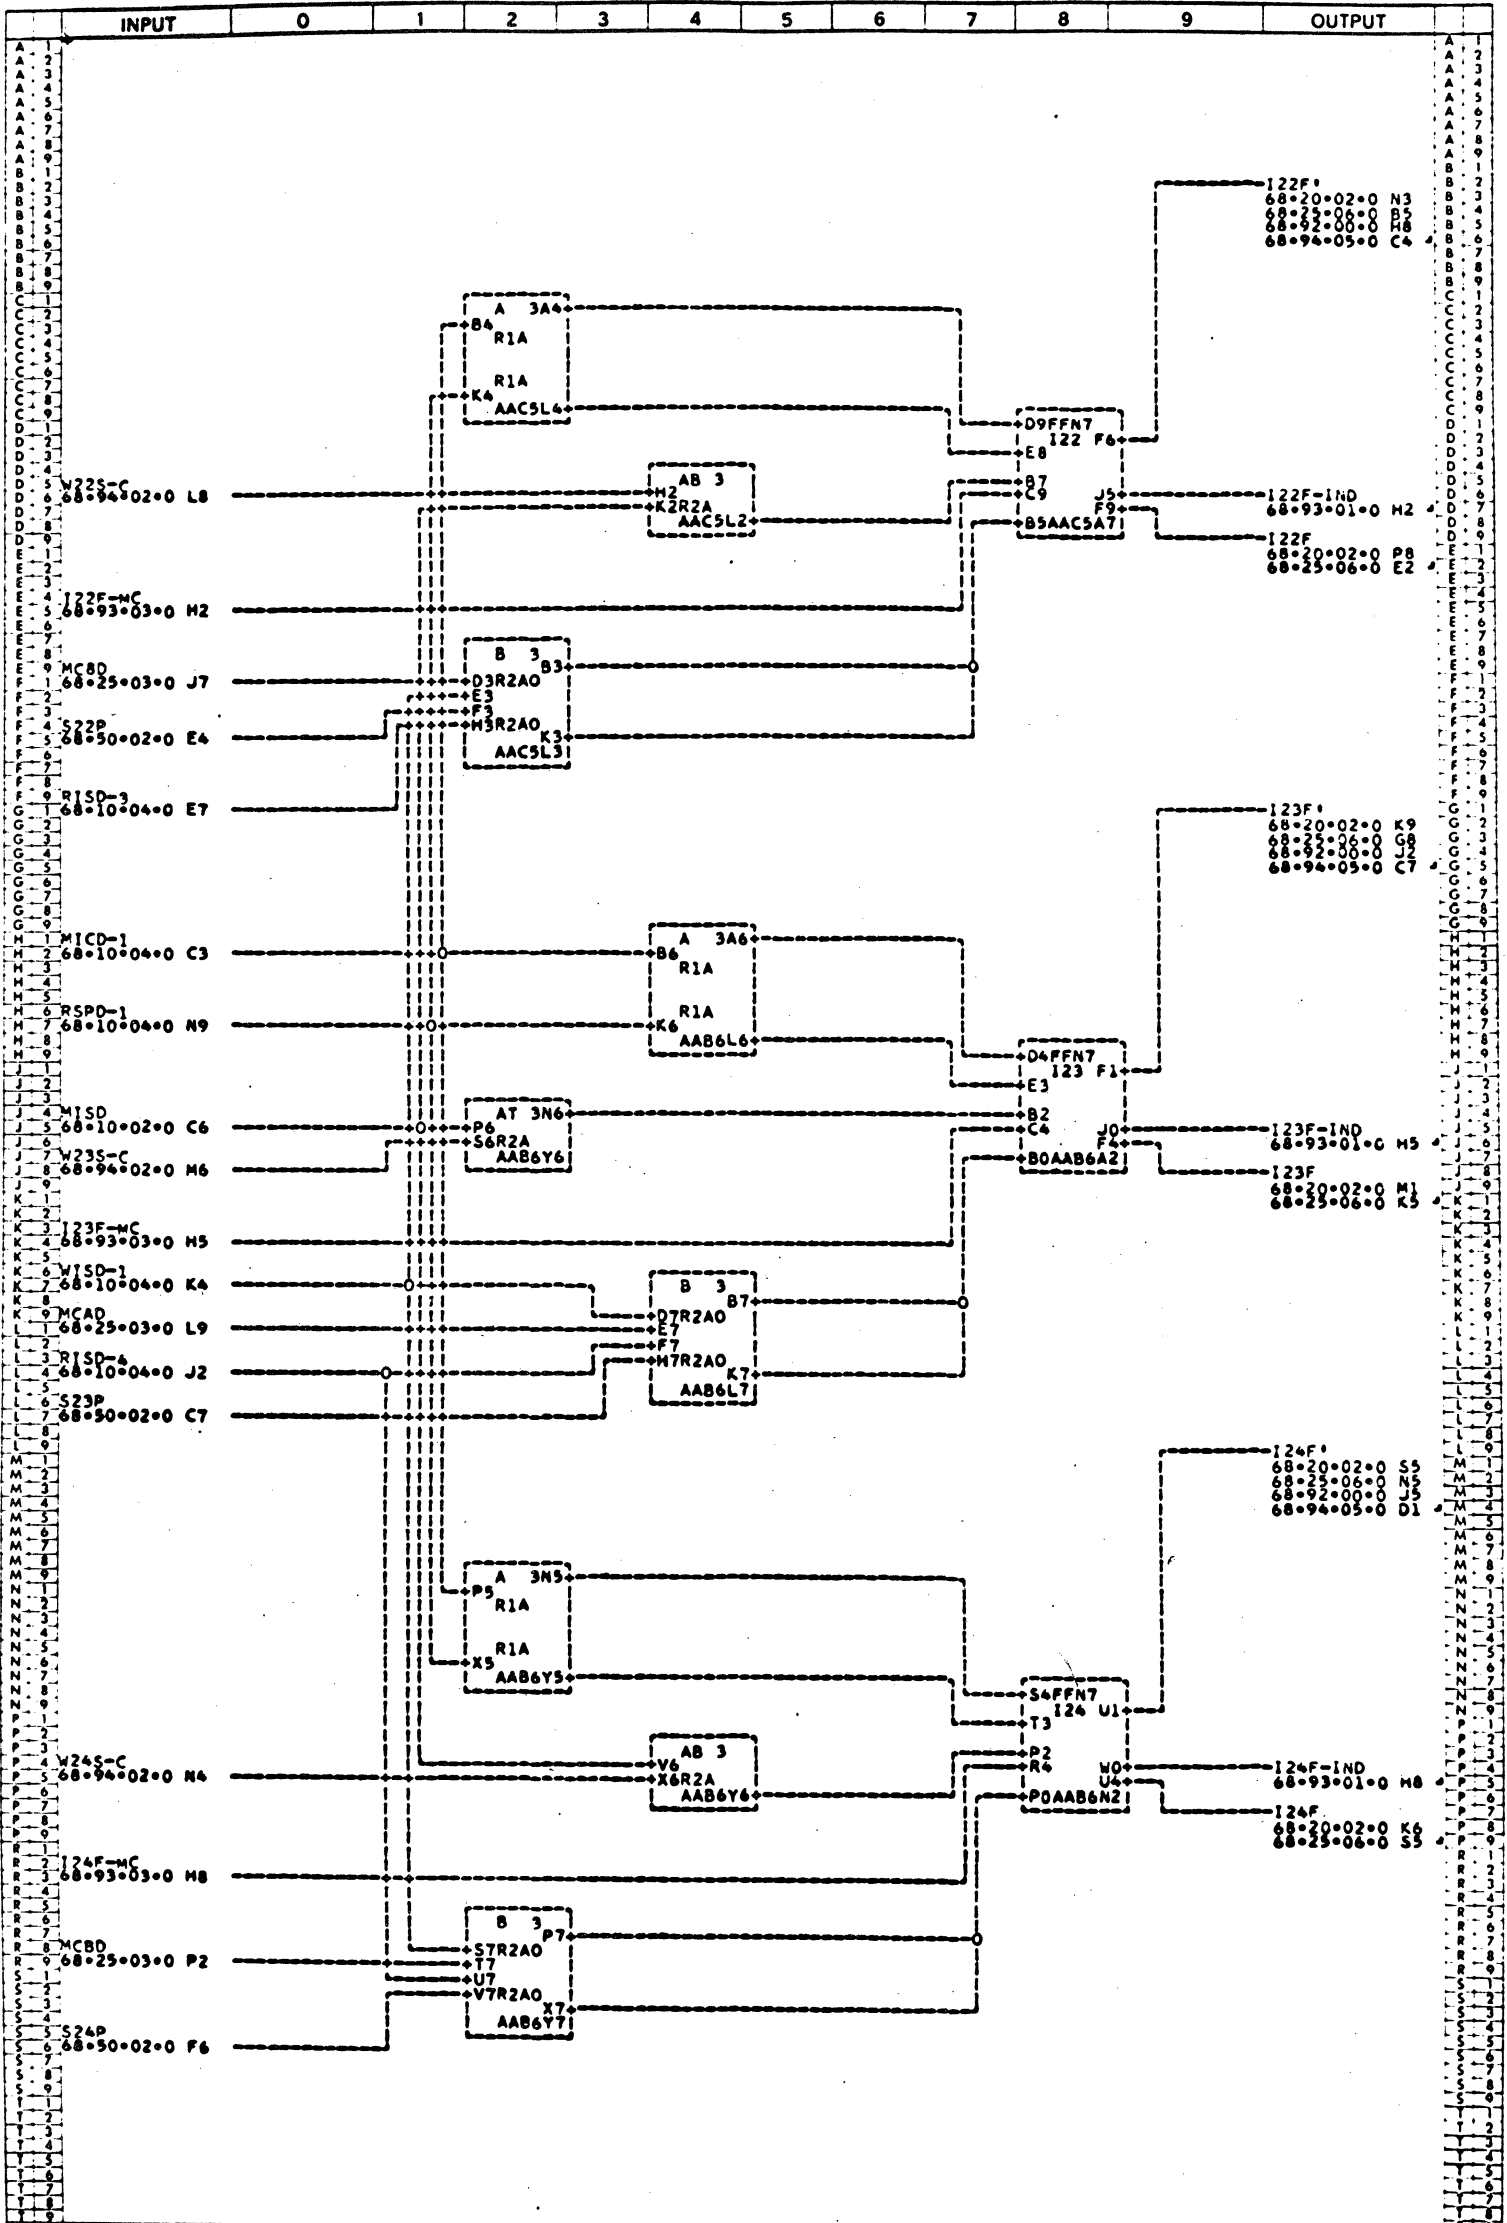 INPUT 0 1 2 3 4 5 6 7 8 9 OUTPUT
I22F'
68•20•02•0 N3
68•25•06•0 B5
68•92•00•0 H8
68•94•05•0 C4
A 3A4
B4
R1A
R1A
K4
AAC5L4
D9FFN7
I22 F6
E8
W22S-C
68•94•02•0 L8
AB 3
H2
K2R2A
AAC5L2
B7
C9 J5
F9
B5AAC5A7
I22F-IND
68•93•01•0 H2
I22F
68•20•02•0 P8
68•25•06•0 E2
I22F-MC
68•93•03•0 H2
B 3
B3
MCBD
68•25•03•0 J7
D3R2AO
E3
F3
H3R2AO
K3
AAC5L3
S22P
68•50•02•0 E4
RISD-3
68•10•04•0 E7
I23F'
68•20•02•0 K9
68•25•06•0 G8
68•92•00•0 J2
68•94•05•0 C7
MICD-1
68•10•04•0 C3
A 3A6
B6
R1A
RSPD-1
68•10•04•0 N9
R1A
K6
AAB6L6
D4FFN7
I23 F1
E3
MISD
68•10•02•0 C6
AT 3N6
P6
S6R2A
AAB6Y6
B2
C4 J0
F4
B0AAB6A2
I23F-IND
68•93•01•0 H5
W23S-C
68•94•02•0 M6
I23F
68•20•02•0 M1
68•25•06•0 K5
I23F-MC
68•93•03•0 H5
WISD-1
68•10•04•0 K4
B 3
B7
MCAD
68•25•03•0 L9
D7R2AO
E7
F7
H7R2AO
K7
AAB6L7
RISD-4
68•10•04•0 J2
S23P
68•50•02•0 C7
I24F'
68•20•02•0 S5
68•25•06•0 N5
68•92•00•0 J5
68•94•05•0 D1
A 3N5
P5
R1A
R1A
X5
AAB6Y5
S4FFN7
I24 U1
T3
W24S-C
68•94•02•0 N4
AB 3
V6
X6R2A
AAB6Y6
P2
R4 W0
U4
P0AAB6N2
I24F-IND
68•93•01•0 H8
I24F
68•20•02•0 K6
68•25•06•0 S5
I24F-MC
68•93•03•0 H8
B 3
P7
MCBD
68•25•03•0 P2
S7R2AO
T7
U7
V7R2AO
X7
AAB6Y7
S24P
68•50•02•0 F6